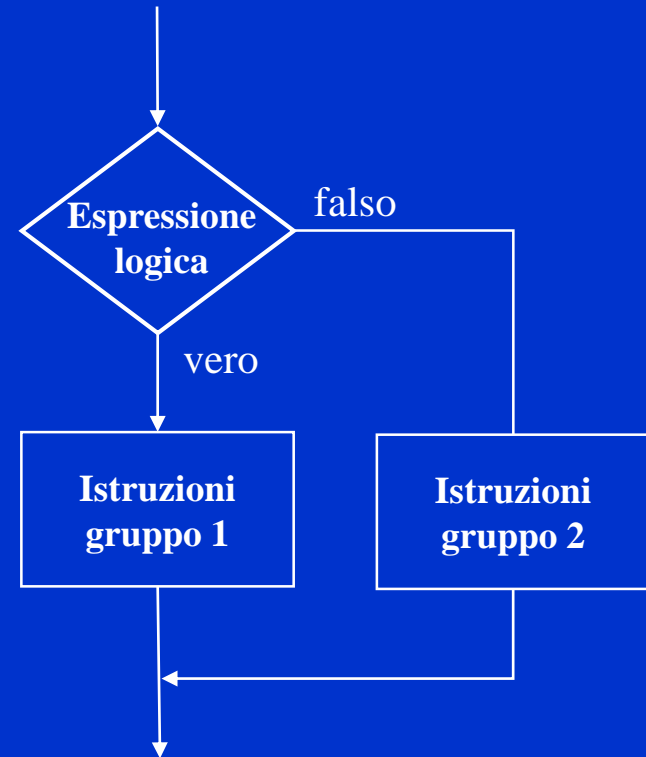 Espressione
logica
falso
vero
Istruzioni
gruppo 1
Istruzioni
gruppo 2